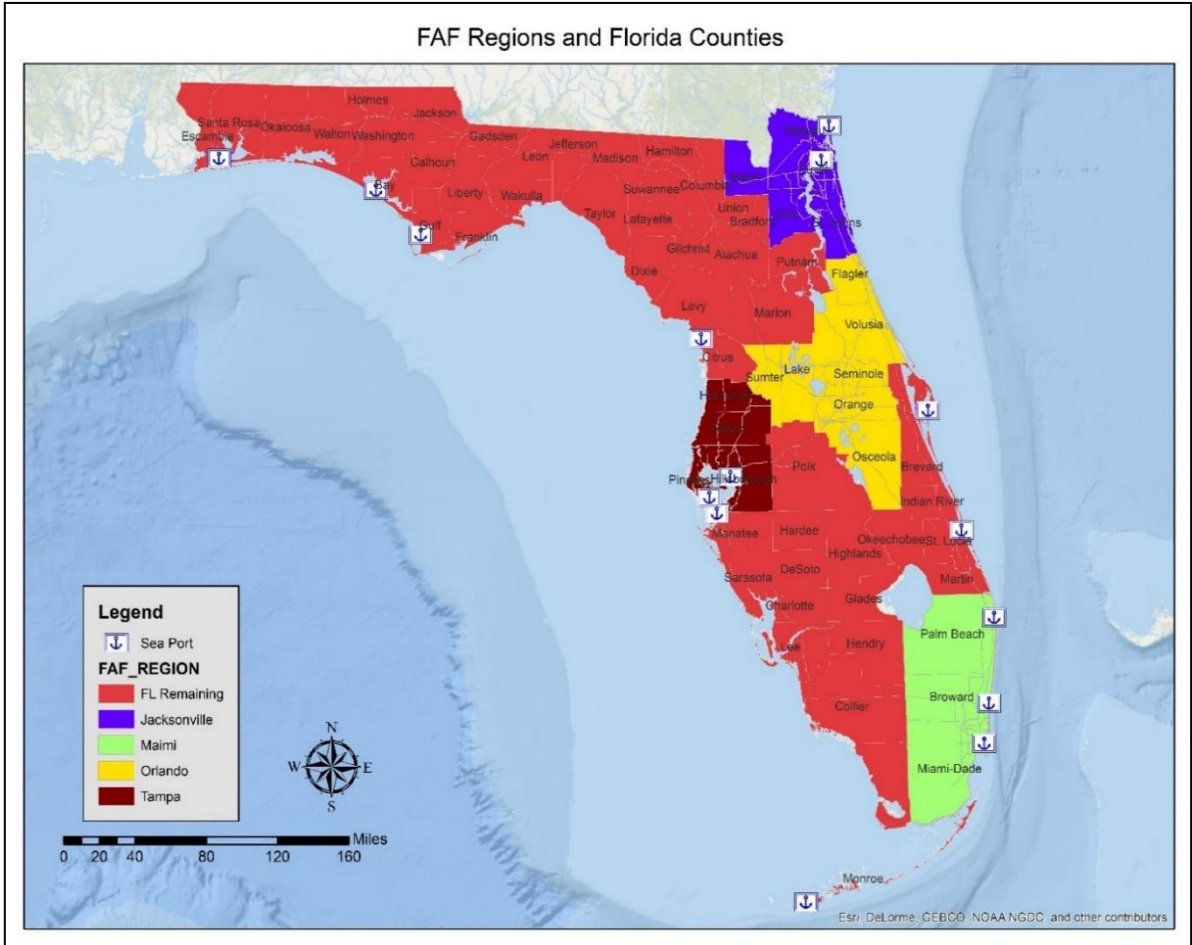 FAF Regions and Florida Counties
Holmes
Jackson
Santa Rosa
Okaloosa
Walton
Washington
Gadsden
Escambia
Jefferson
Leon
Madison
Hamilton
Calhoun
Columbia
Bay
Liberty
Wakulla
Suwannee
Union
Taylor
Lafayette
Bradford
Gulf
Franklin
Gilchrist
Alachua
Putnam
Dixie
Flagler
Levy
Marion
Volusia
Citrus
Sumter
Lake
Seminole
Orange
Polk
Osceola
Brevard
Hillsborough
Indian River
Manatee
Hardee
Okeechobee
St. Lucie
Highlands
DeSoto
Sarasota
Martin
Charlotte
Glades
Palm Beach
Lee
Hendry
Broward
Collier
Miami-Dade
Monroe
Legend
Sea Port
FAF_REGION
FL Remaining
Jacksonville
Maimi
Orlando
Tampa
N
W E
S
Miles
0 20 40 80 120 160
Esri, DeLorme, GEBCO, NOAA NGDC, and other contributors